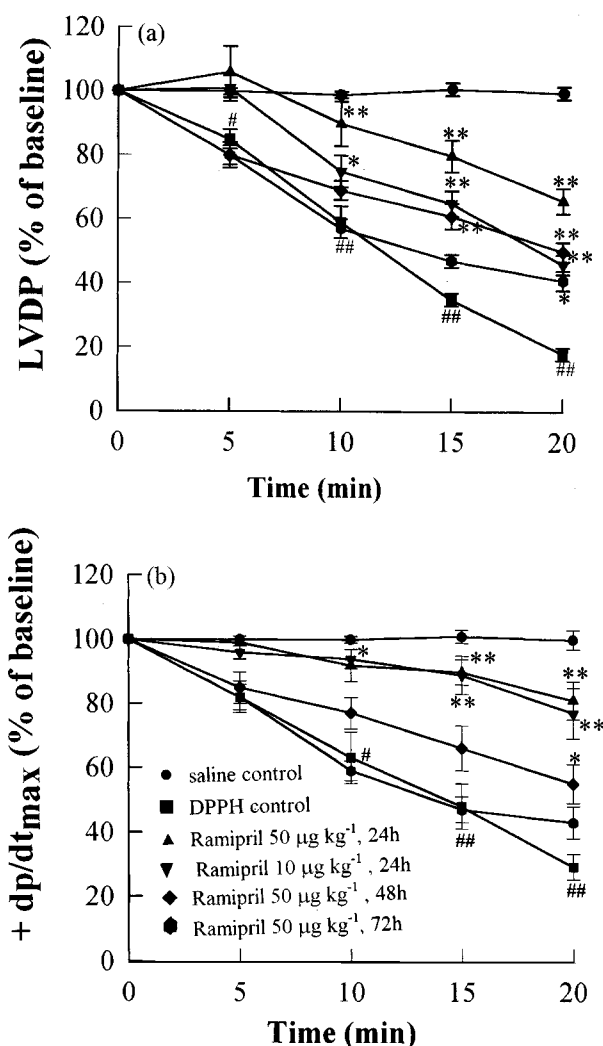 (a)
LVDP (% of baseline)
120
100
80
60
40
20
0
#
**
*
**
**
**
**
**
**
*
##
##
##
0 5 10 15 20
Time (min)
(b)
+ dp/dtmax (% of baseline)
120
100
80
60
40
20
0
*
**
**
**
**
*
#
##
##
saline control
DPPH control
Ramipril 50 µg kg-1, 24h
Ramipril 10 µg kg-1, 24h
Ramipril 50 µg kg-1, 48h
Ramipril 50 µg kg-1, 72h
0 5 10 15 20
Time (min)